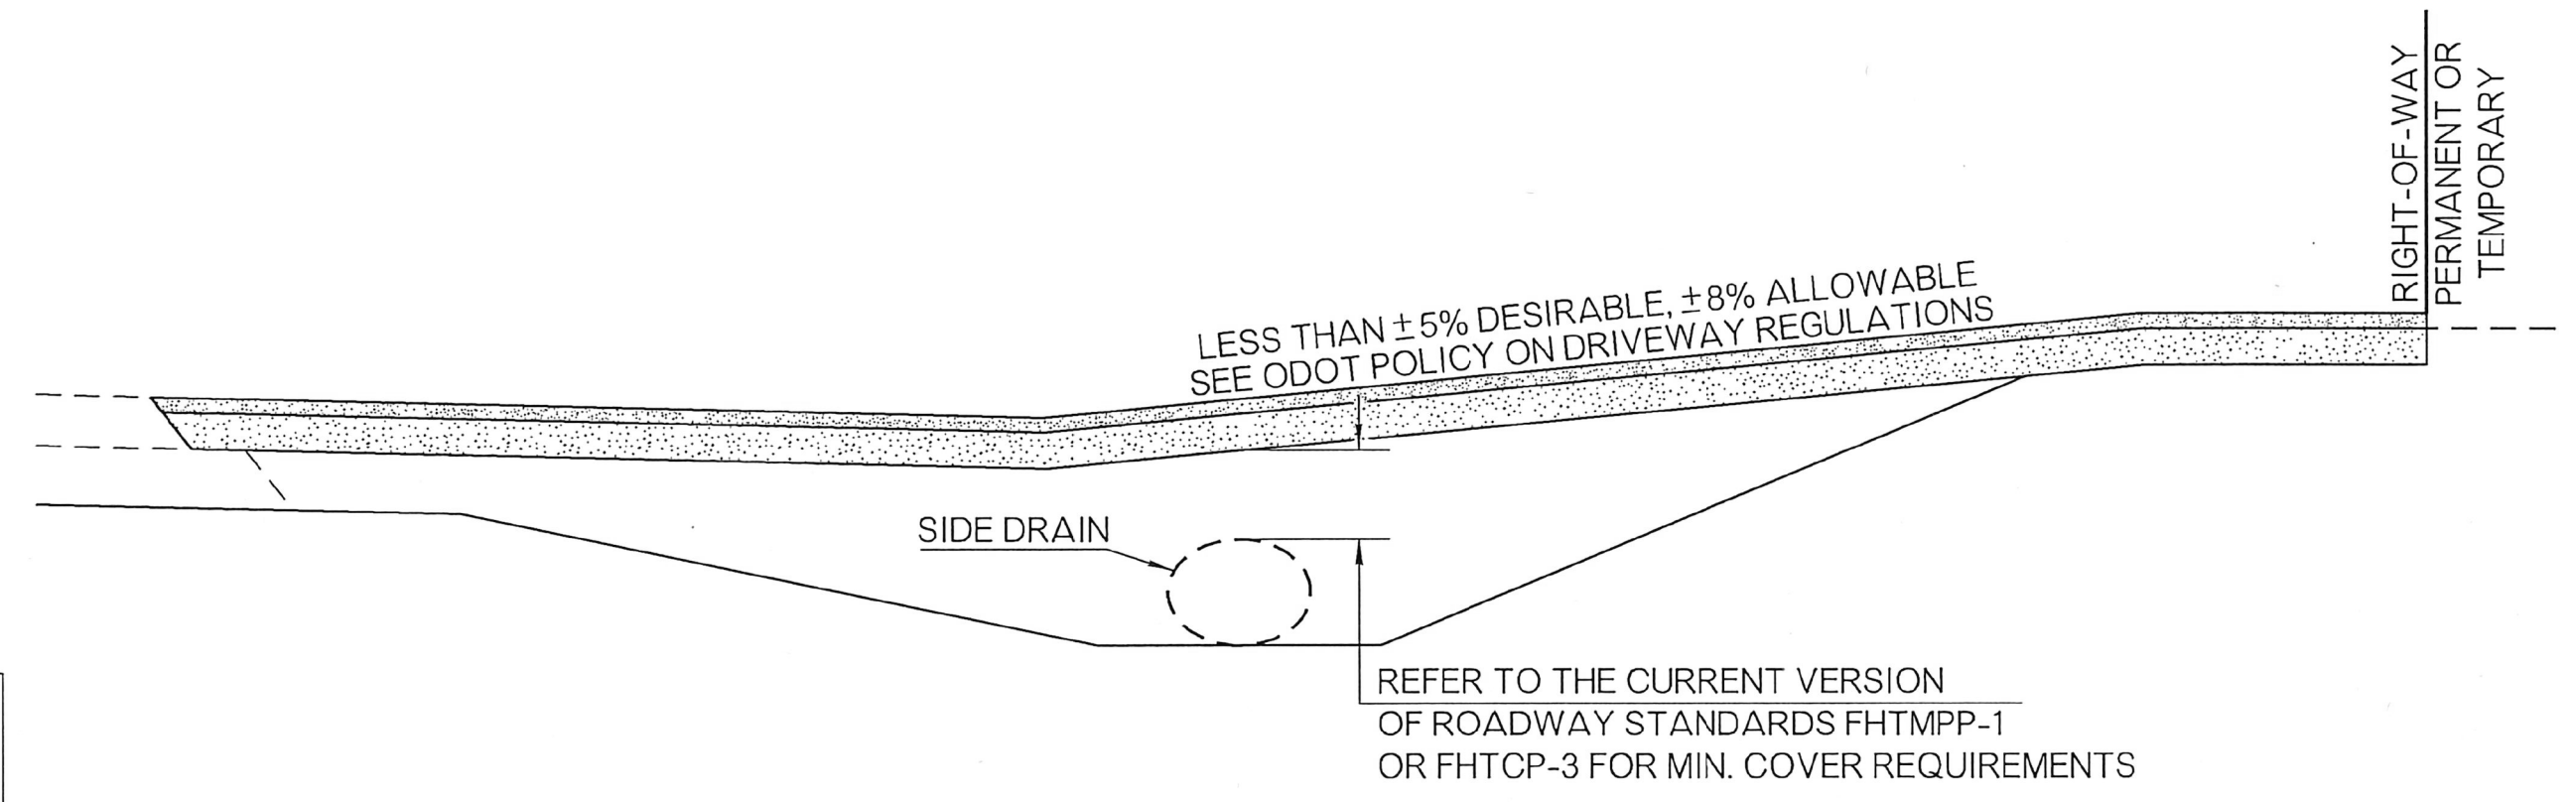 RIGHT-OF-WAY
PERMANENT OR
TEMPORARY
LESS THAN ±5% DESIRABLE, ±8% ALLOWABLE
SEE ODOT POLICY ON DRIVEWAY REGULATIONS
SIDE DRAIN
REFER TO THE CURRENT VERSION
OF ROADWAY STANDARDS FHTMPP-1
OR FHTCP-3 FOR MIN. COVER REQUIREMENTS